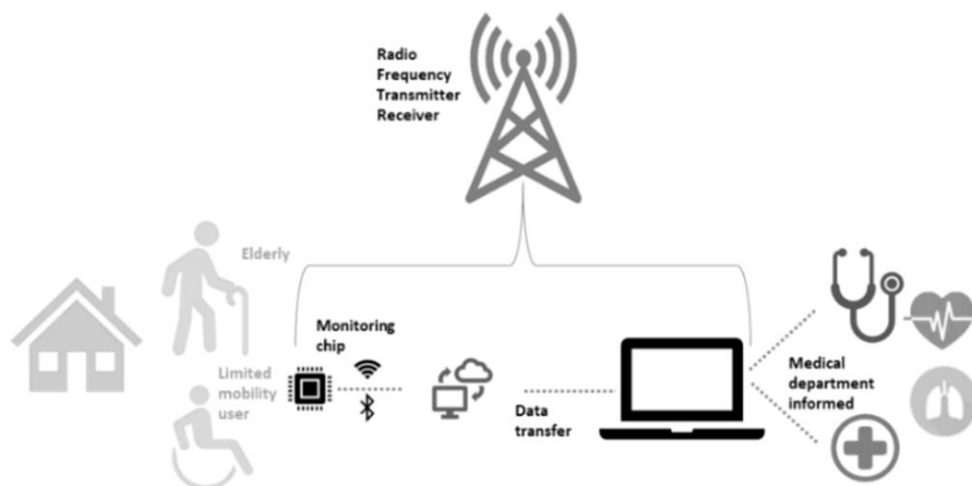 Radio
Frequency
Transmitter
Receiver
Elderly
Monitoring
chip
Limited
mobility
user
Data
transfer
Medical
department
informed